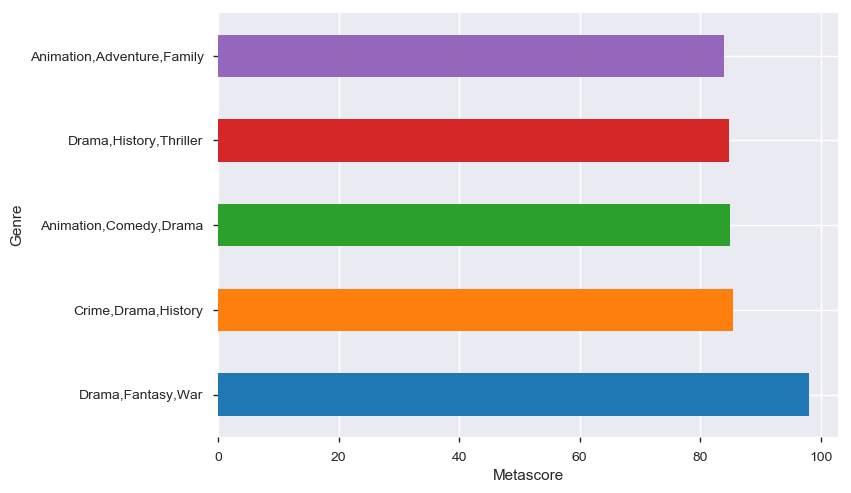 Animation,Adventure,Family
Drama,History,Thriller
Animation,Comedy,Drama
Crime,Drama,History
Drama,Fantasy,War
Genre
0 20 40 60 80 100
Metascore